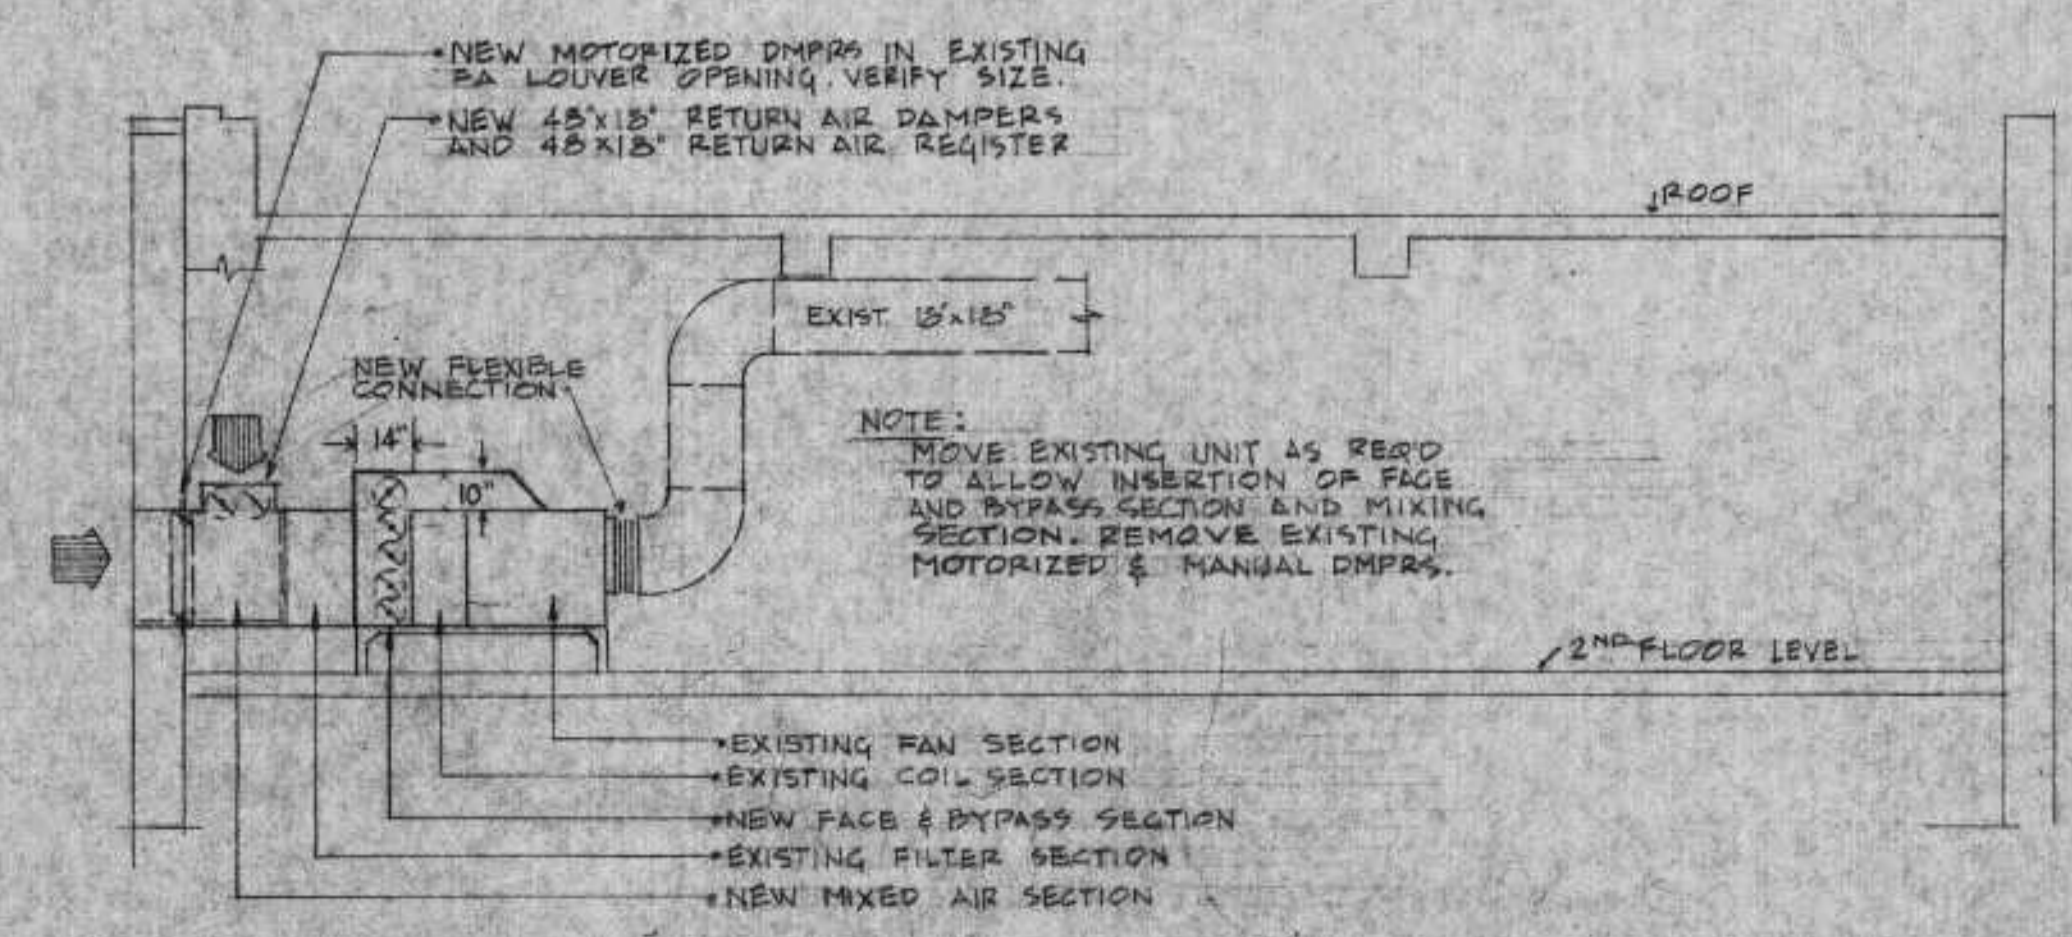 NEW MOTORIZED DMPRS IN EXISTING
LOUVER OPENING. VERIFY SIZE.
NEW 48"x18" RETURN AIR DAMPERS
AND 48x18" RETURN AIR REGISTER
ROOF
EXIST. 18"x18"
NEW FLEXIBLE
CONNECTION
14"
10"
NOTE:
MOVE EXISTING UNIT AS REQ'D
TO ALLOW INSERTION OF FACE
AND BYPASS SECTION AND MIXING
SECTION. REMOVE EXISTING
MOTORIZED & MANUAL DMPRS.
2ND FLOOR LEVEL
EXISTING FAN SECTION
EXISTING COIL SECTION
NEW FACE & BYPASS SECTION
EXISTING FILTER SECTION
NEW MIXED AIR SECTION